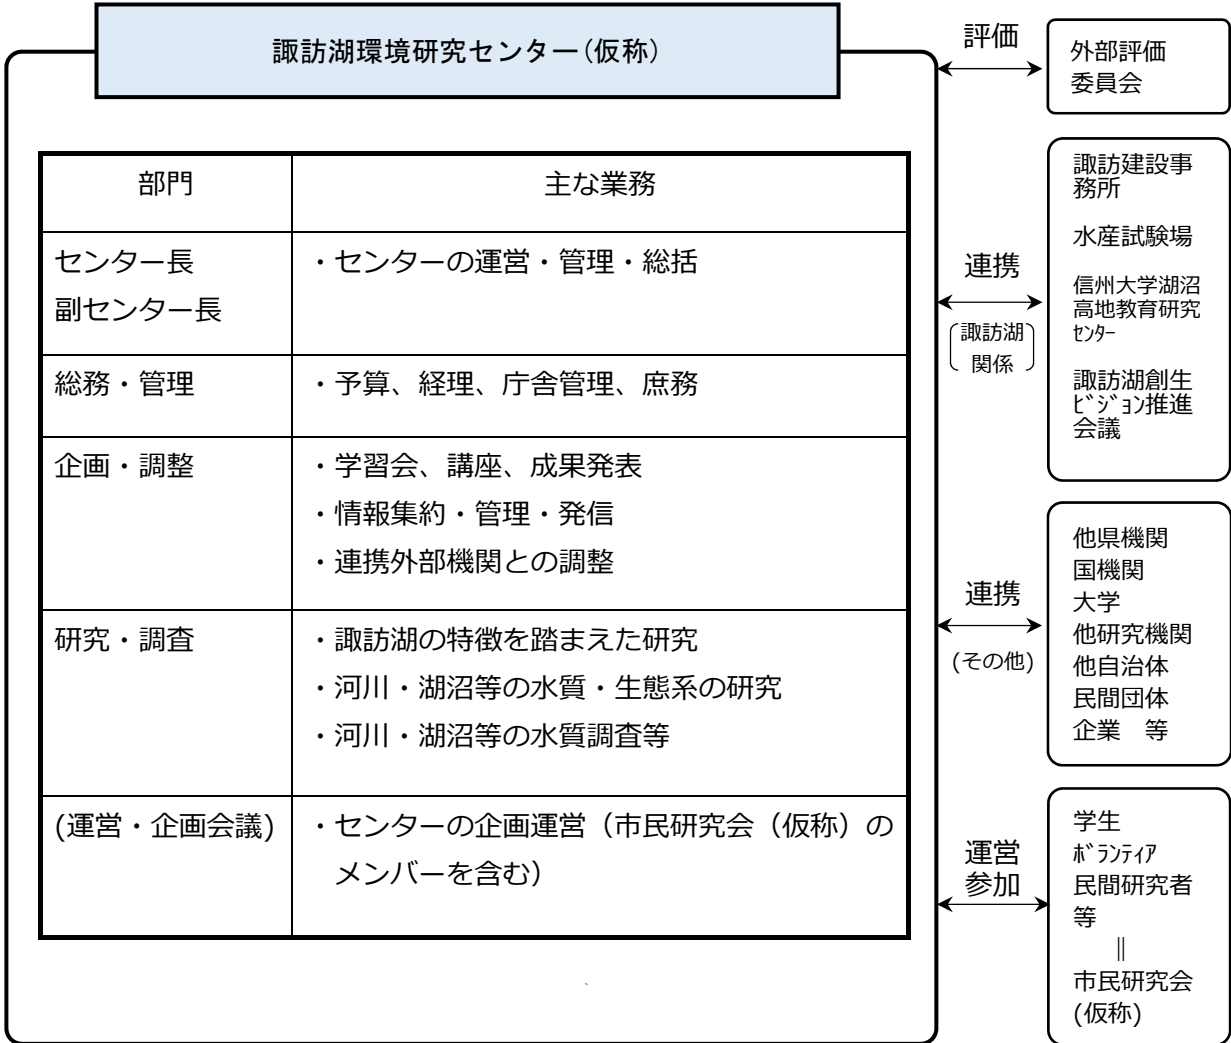 諏訪湖環境研究センター(仮称)
部門
主な業務
センター長
副センター長
・センターの運営・管理・総括
総務・管理
・予算、経理、庁舎管理、庶務
企画・調整
・学習会、講座、成果発表
・情報集約・管理・発信
・連携外部機関との調整
研究・調査
・諏訪湖の特徴を踏まえた研究
・河川・湖沼等の水質・生態系の研究
・河川・湖沼等の水質調査等
(運営・企画会議)
・センターの企画運営（市民研究会（仮称）の
メンバーを含む）
、
評価
外部評価
委員会
連携
諏訪湖
関係
諏訪建設事
務所
水産試験場
信州大学湖沼
高地教育研究
ｾﾝﾀｰ
諏訪湖創生
ﾋﾞｼﾞｮﾝ推進
会議
連携
(その他)
他県機関
国機関
大学
他研究機関
他自治体
民間団体
企業　等
運営
参加
学生
ﾎﾞﾗﾝﾃｨｱ
民間研究者
等
∥
市民研究会
(仮称)